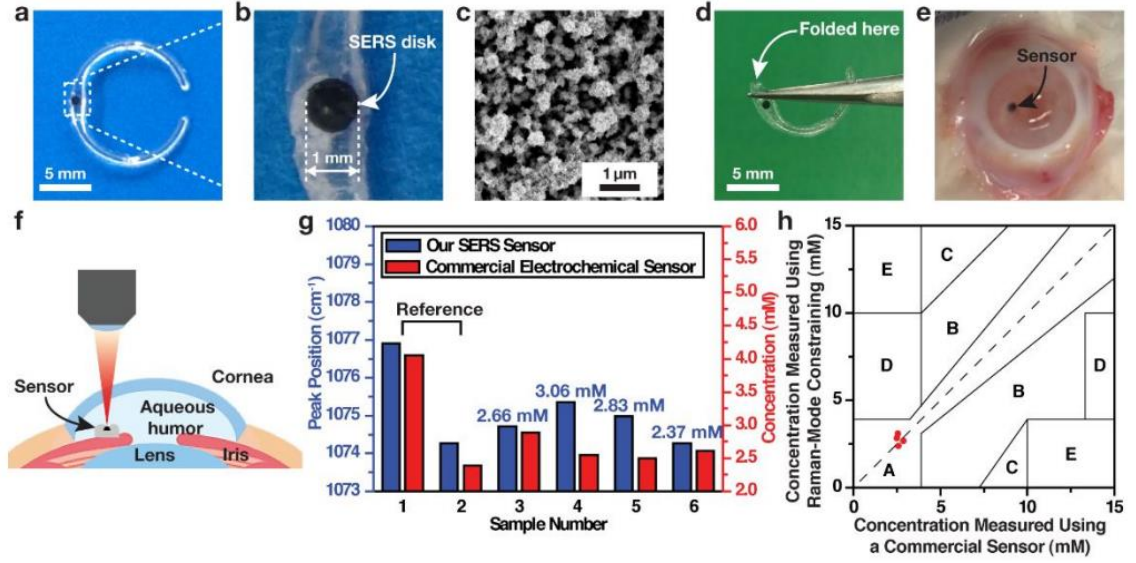 a
5 mm
b
SERS disk
1 mm
c
1 μm
d
Folded here
5 mm
e
Sensor
f
Sensor
Cornea
Aqueous
humor
Lens
Iris
g
1080
1079
1078
1077
1076
1075
1074
1073
Peak Position (cm⁻¹)
Our SERS Sensor
Commercial Electrochemical Sensor
Reference
2.66 mM
3.06 mM
2.83 mM
2.37 mM
1 2 3 4 5 6
Sample Number
6.0
5.5
5.0
4.5
4.0
3.5
3.0
2.5
2.0
Concentration (mM)
h
Concentration Measured Using
Raman-Mode Constraining (mM)
15
10
5
0
E
C
B
D
D
B
A
C
E
0 5 10 15
Concentration Measured Using
a Commercial Sensor (mM)